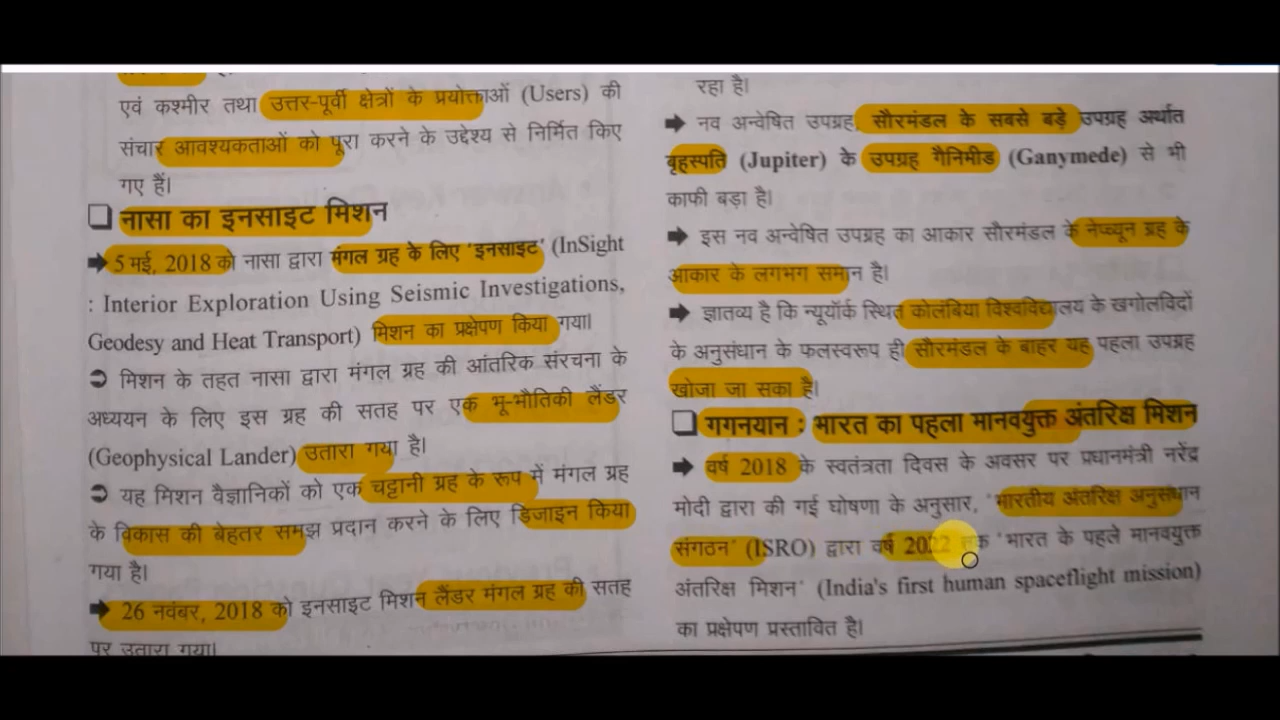 एवं कश्मीर तथा उत्तर-पूर्वी क्षेत्रों के प्रयोक्ताओं (Users) की
संचार आवश्यकताओं को पूरा करने के उद्देश्य से निर्मित किए
गए हैं।
❑ नासा का इनसाइट मिशन
➡ 5 मई, 2018 को नासा द्वारा मंगल ग्रह के लिए 'इनसाइट' (InSight
: Interior Exploration Using Seismic Investigations,
Geodesy and Heat Transport) मिशन का प्रक्षेपण किया गया।
➲ मिशन के तहत नासा द्वारा मंगल ग्रह की आंतरिक संरचना के
अध्ययन के लिए इस ग्रह की सतह पर एक भू-भौतिकी लैंडर
(Geophysical Lander) उतारा गया है।
➲ यह मिशन वैज्ञानिकों को एक चट्टानी ग्रह के रूप में मंगल ग्रह
के विकास की बेहतर समझ प्रदान करने के लिए डिजाइन किया
गया है।
➡ 26 नवंबर, 2018 को इनसाइट मिशन लैंडर मंगल ग्रह की सतह
पर उतारा गया।
रहा है।
➡ नव अन्वेषित उपग्रह, सौरमंडल के सबसे बड़े उपग्रह अर्थात
बृहस्पति (Jupiter) के उपग्रह गैनिमीड (Ganymede) से भी
काफी बड़ा है।
➡ इस नव अन्वेषित उपग्रह का आकार सौरमंडल के नेप्च्यून ग्रह के
आकार के लगभग समान है।
➡ ज्ञातव्य है कि न्यूयॉर्क स्थित कोलंबिया विश्वविद्यालय के खगोलविदों
के अनुसंधान के फलस्वरूप ही सौरमंडल के बाहर यह पहला उपग्रह
खोजा जा सका है।
❑ गगनयान : भारत का पहला मानवयुक्त अंतरिक्ष मिशन
➡ वर्ष 2018 के स्वतंत्रता दिवस के अवसर पर प्रधानमंत्री नरेंद्र
मोदी द्वारा की गई घोषणा के अनुसार, 'भारतीय अंतरिक्ष अनुसंधान
संगठन' (ISRO) द्वारा वर्ष 2022 तक 'भारत के पहले मानवयुक्त
अंतरिक्ष मिशन' (India's first human spaceflight mission)
का प्रक्षेपण प्रस्तावित है।